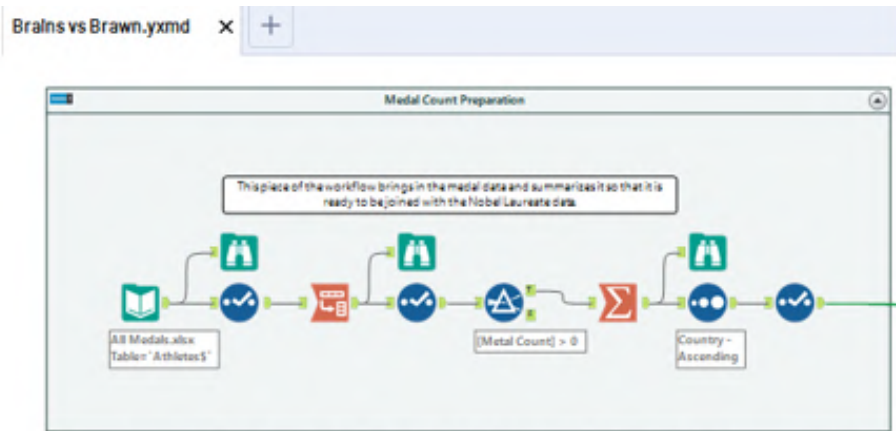 Brains vs Brawn.yxmd
Medal Count Preparation
This piece of the workflow brings in the medal data and summarizes it so that it is
ready to be joined with the Nobel Laureate data.
All Medals.xlsx
Table=`Athletes$`
[Metal Count] > 0
Country -
Ascending